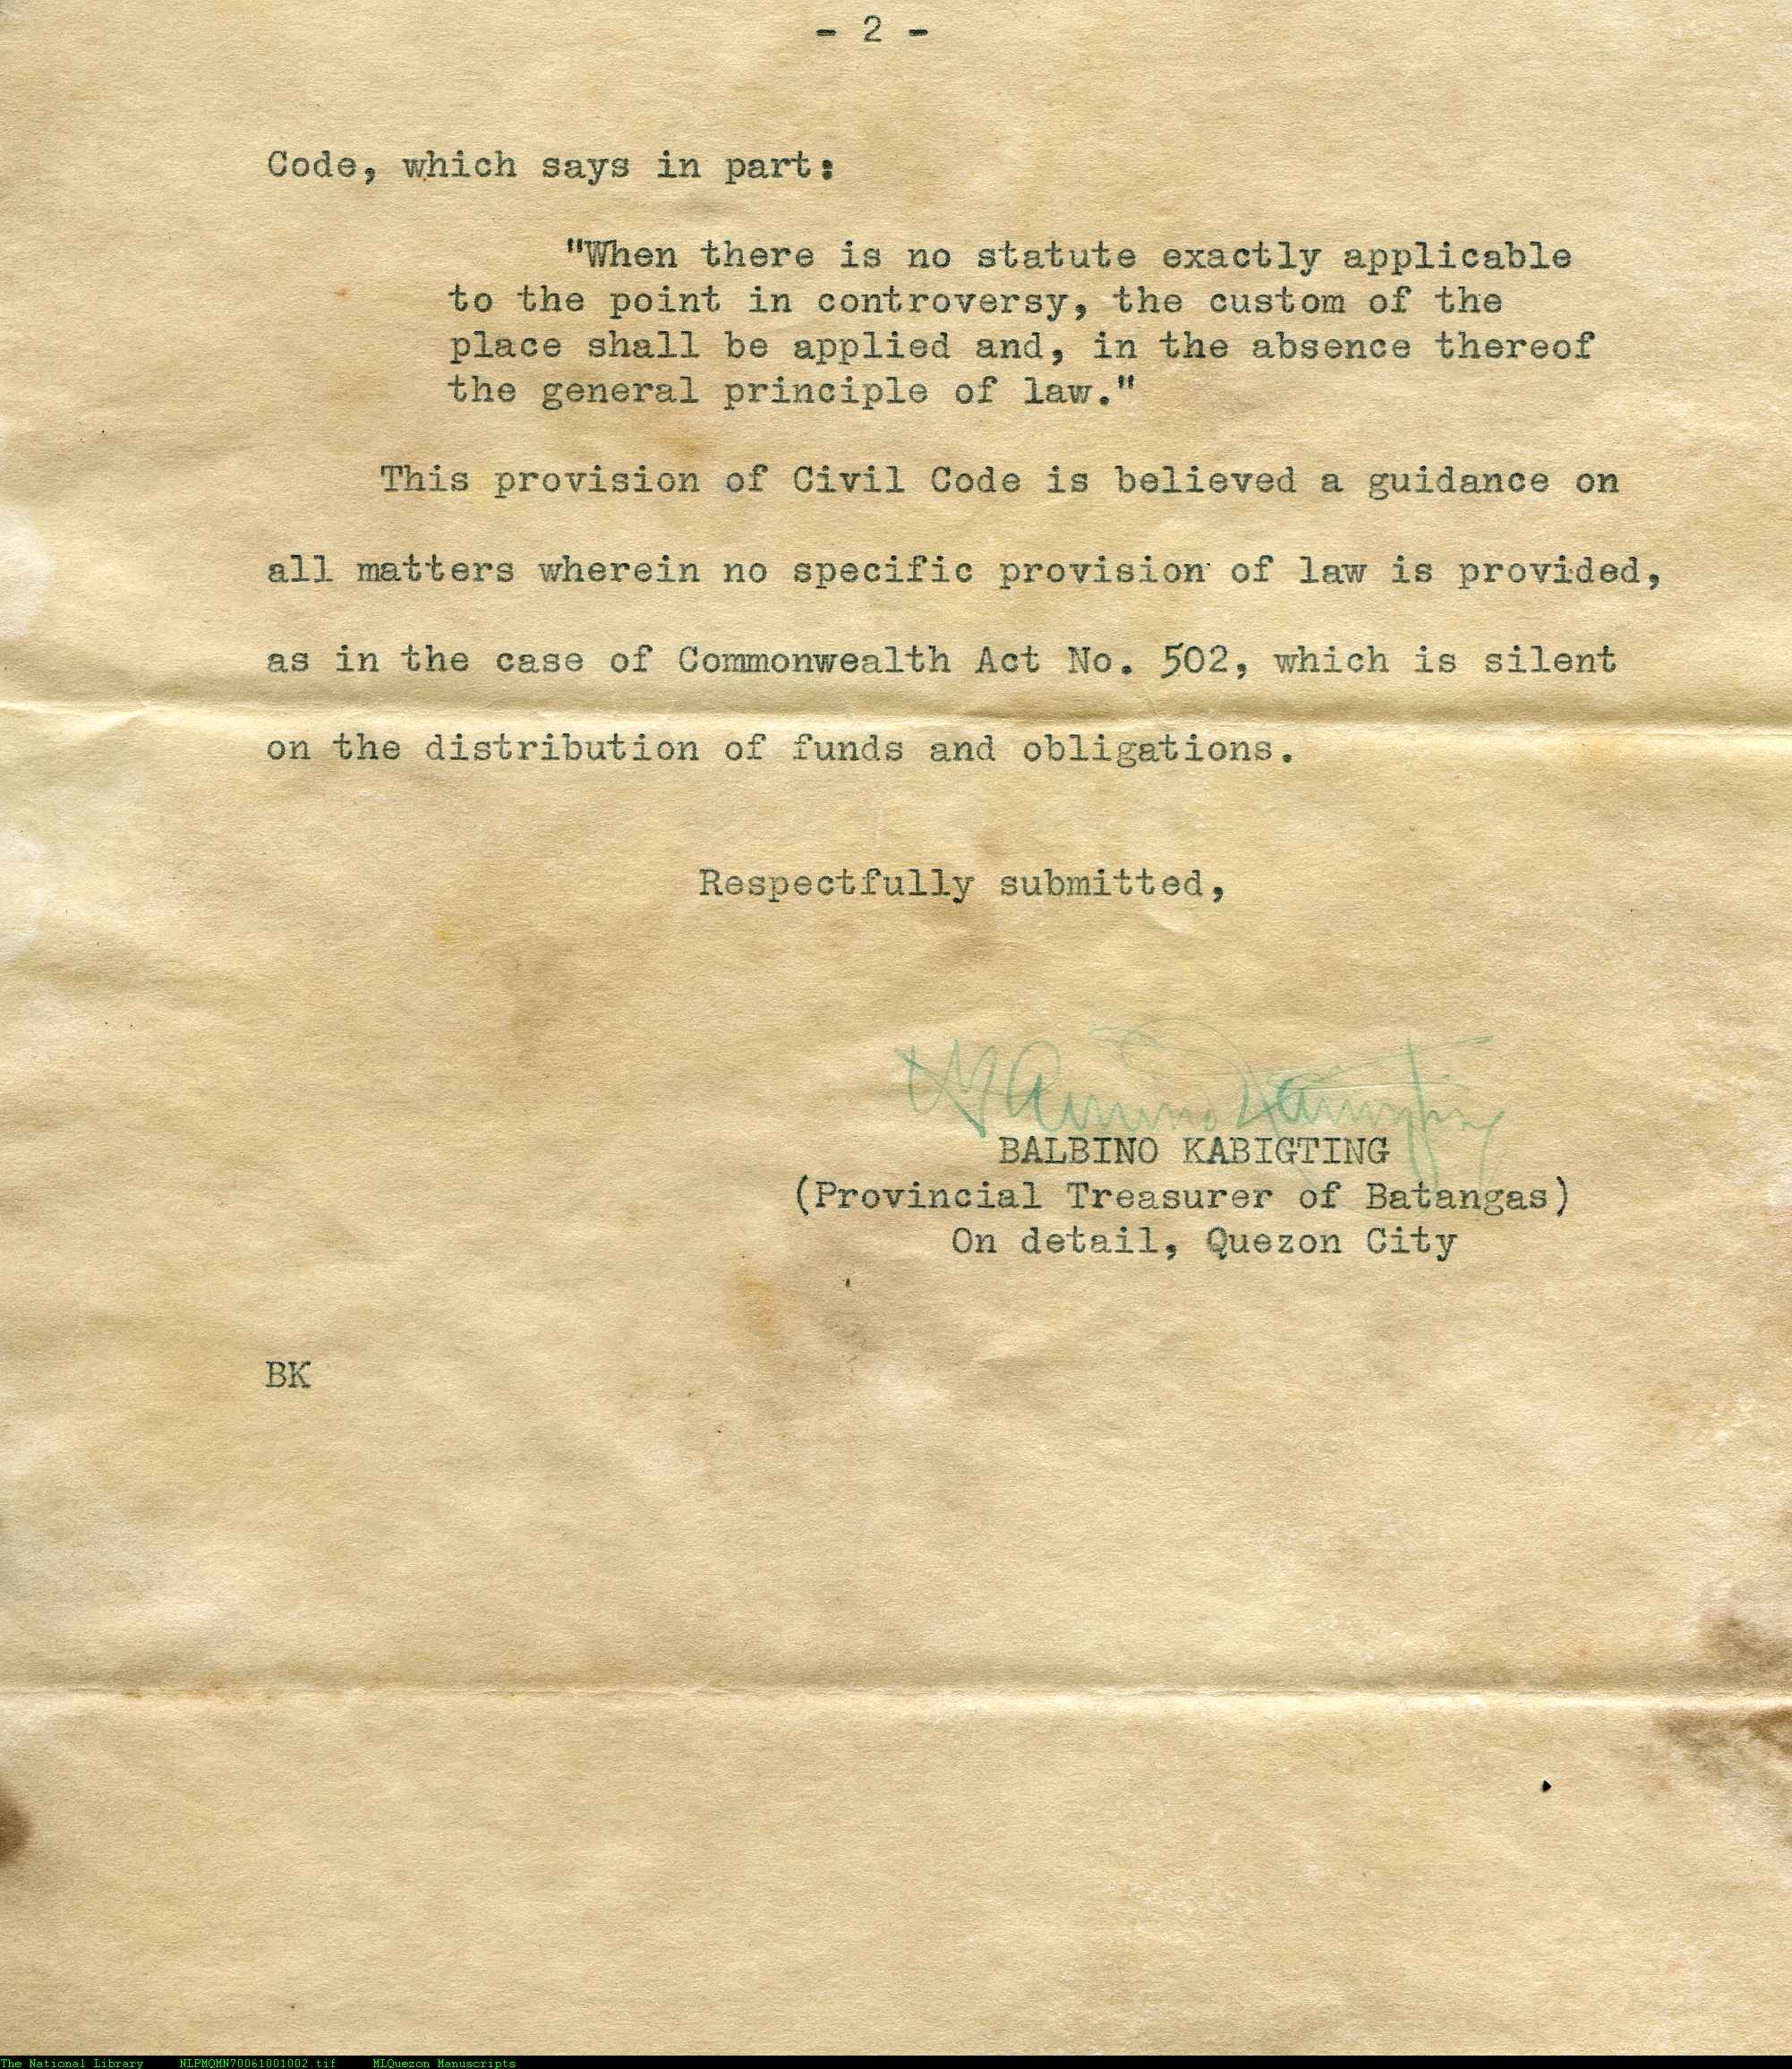 - 2 -
Code, which says in part:
"When there is no statute exactly applicable
to the point in controversy, the custom of the
place shall be applied and, in the absence thereof
the general principle of law."
This provision of Civil Code is believed a guidance on
all matters wherein no specific provision of law is provided,
as in the case of Commonwealth Act No. 502, which is silent
on the distribution of funds and obligations.
Respectfully submitted,
BALBINO KABIGTING
(Provincial Treasurer of Batangas)
On detail, Quezon City
BK
The National Library NLPMQMN70061001002.tif MLQuezon Manuscripts